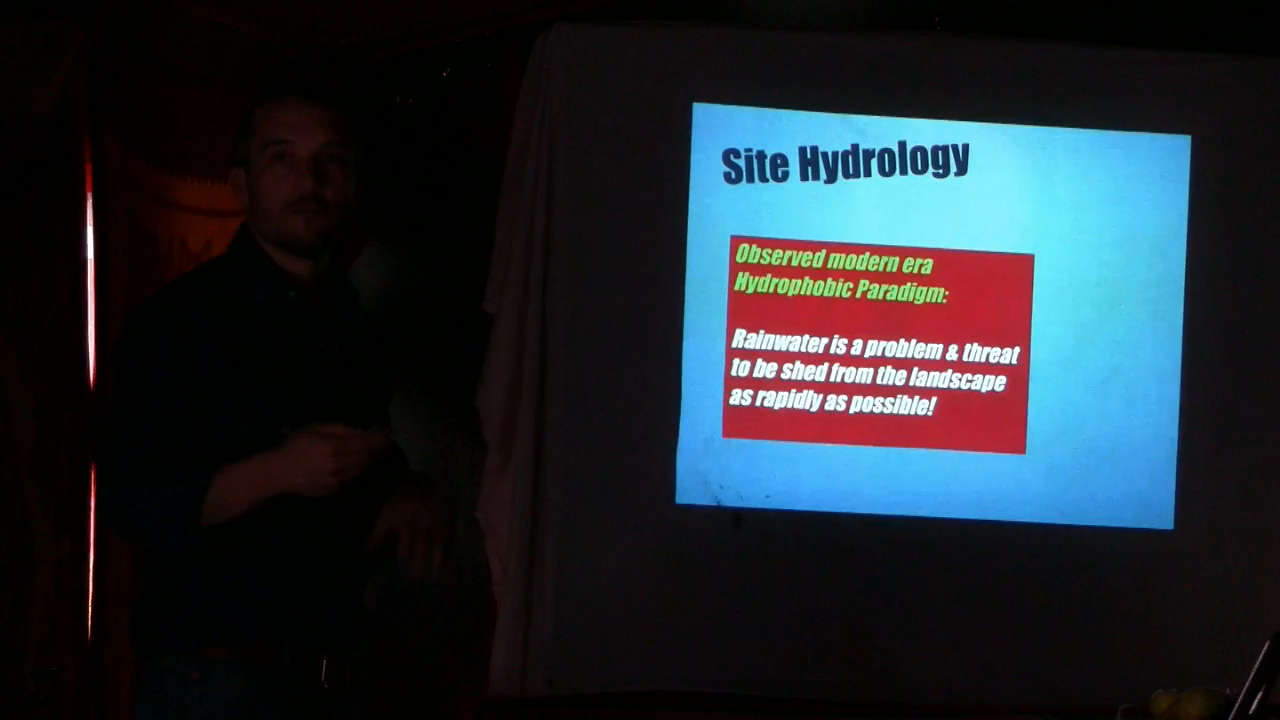 Site Hydrology
Observed modern era
Hydrophobic Paradigm:
Rainwater is a problem & threat
to be shed from the landscape
as rapidly as possible!